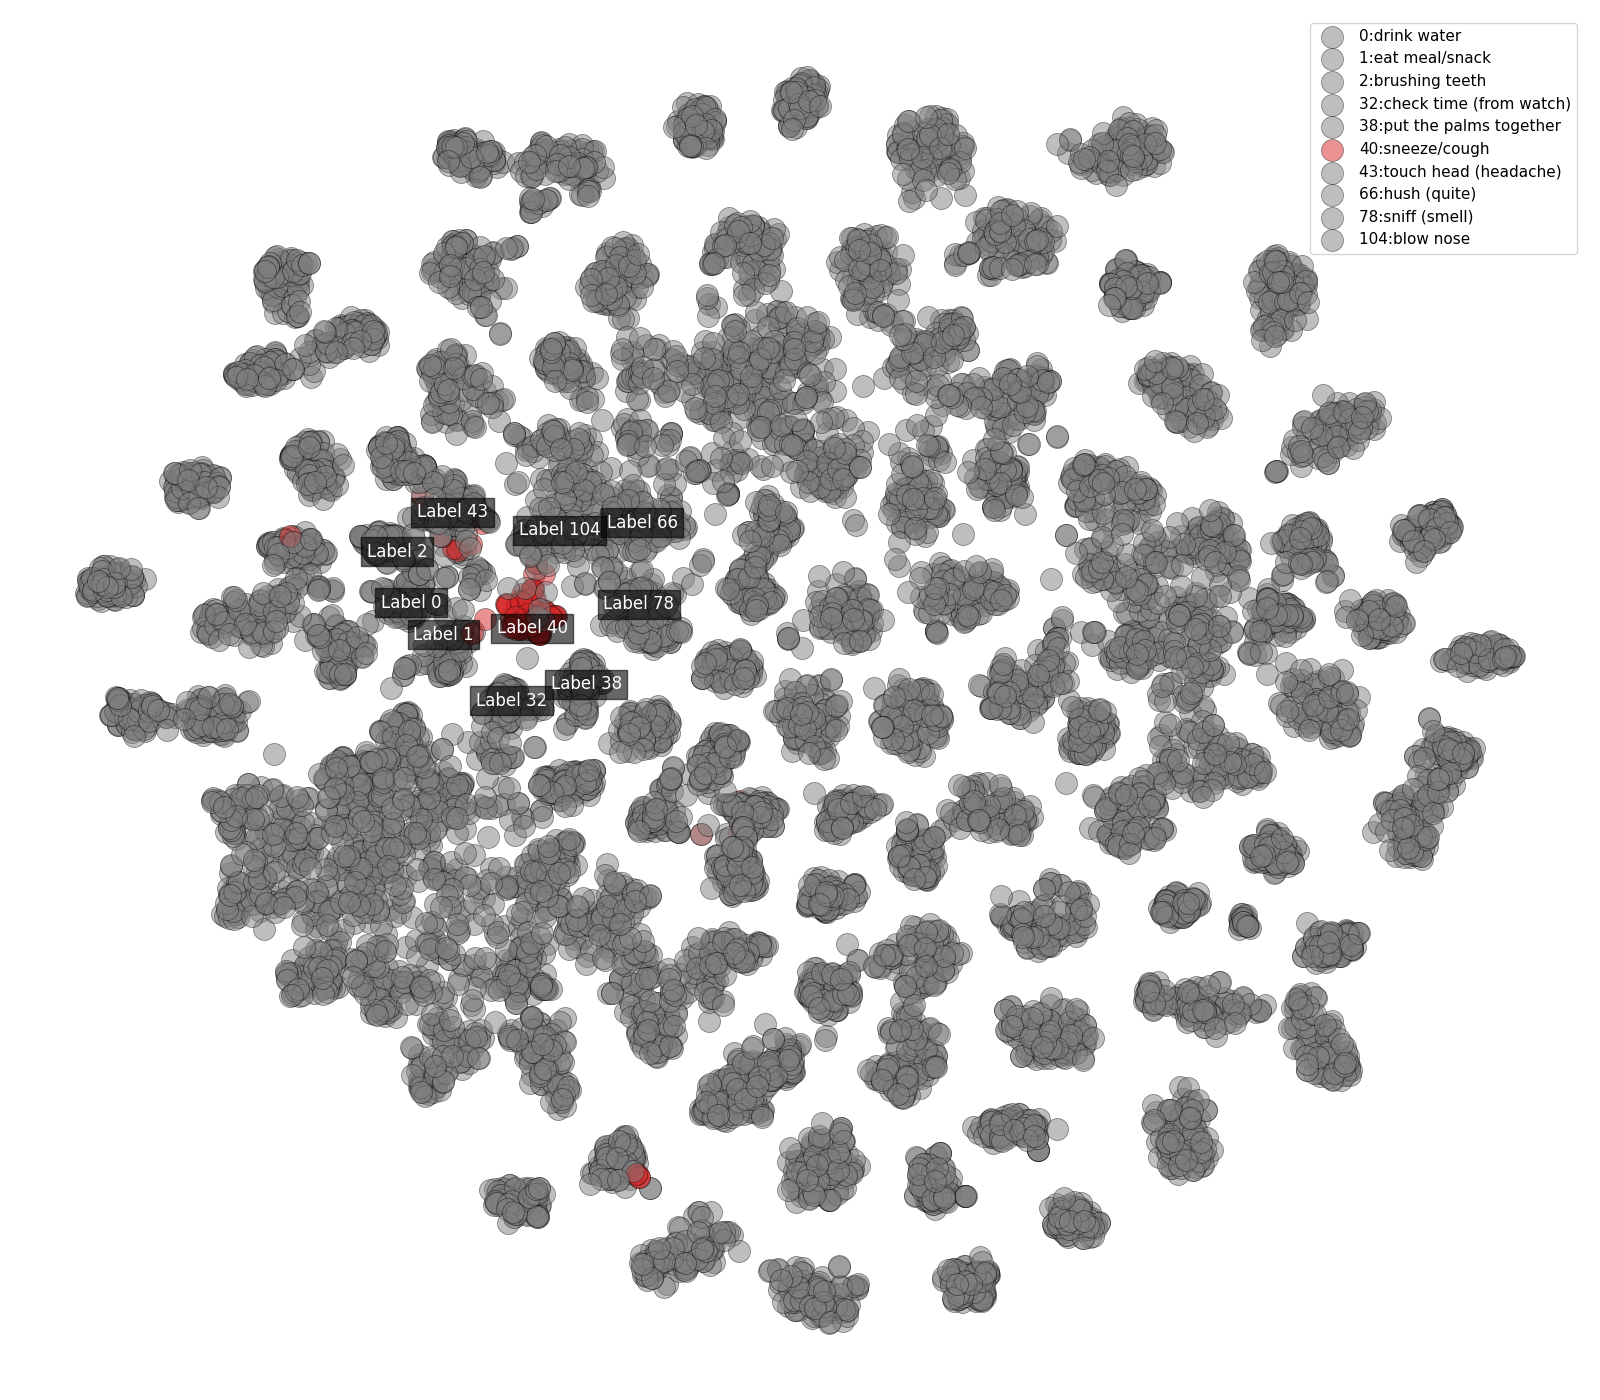 0:drink water
1:eat meal/snack
2:brushing teeth
32:check time (from watch)
38:put the palms together
40:sneeze/cough
43:touch head (headache)
66:hush (quite)
78:sniff (smell)
104:blow nose
Label 43
Label 104
Label 66
Label 2
Label 0
Label 78
Label 1
Label 40
Label 38
Label 32